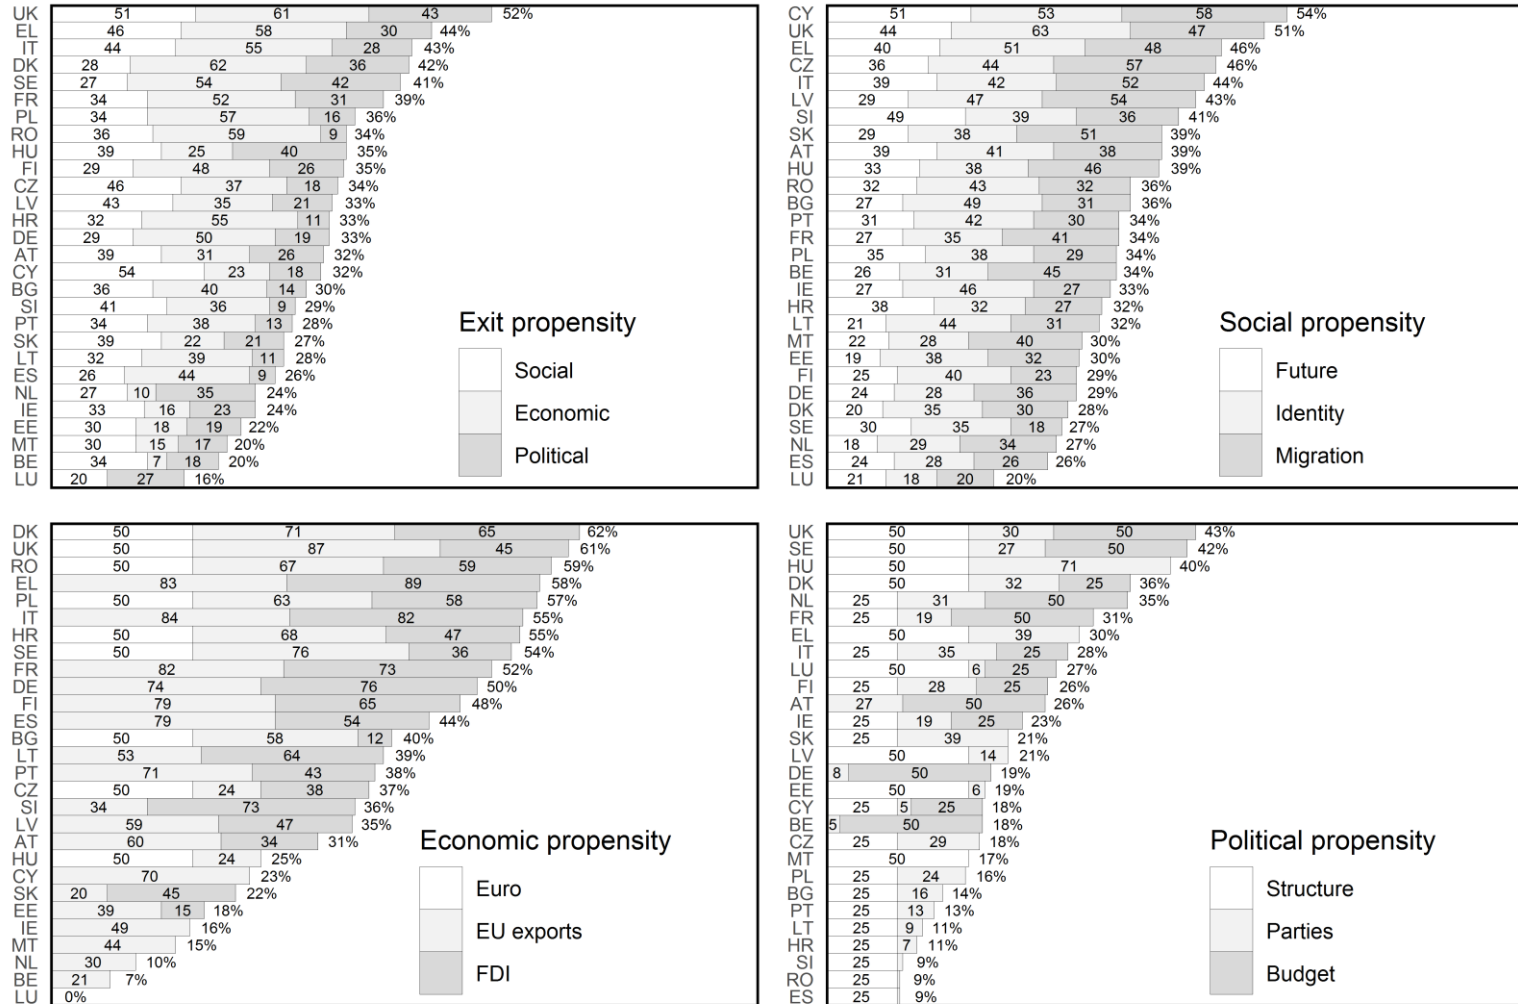 UK 51 61 43 52%
EL 46 58 30 44%
IT 44 55 28 43%
DK 28 62 36 42%
SE 27 54 42 41%
FR 34 52 31 39%
PL 34 57 16 36%
RO 36 59 9 34%
HU 39 25 40 35%
FI 29 48 26 35%
CZ 46 37 18 34%
LV 43 35 21 33%
HR 32 55 11 33%
DE 29 50 19 33%
AT 39 31 26 32%
CY 54 23 18 32%
BG 36 40 14 30%
SI 41 36 9 29%
PT 34 38 13 28%
SK 39 22 21 27%
LT 32 39 11 28%
ES 26 44 9 26%
NL 27 10 35 24%
IE 33 16 23 24%
EE 30 18 19 22%
MT 30 15 17 20%
BE 34 7 18 20%
LU 20 27 16%
Exit propensity
Social
Economic
Political
CY 51 53 58 54%
UK 44 63 47 51%
EL 40 51 48 46%
CZ 36 44 57 46%
IT 39 42 52 44%
LV 29 47 54 43%
SI 49 39 36 41%
SK 29 38 51 39%
AT 39 41 38 39%
HU 33 38 46 39%
RO 32 43 32 36%
BG 27 49 31 36%
PT 31 42 30 34%
FR 27 35 41 34%
PL 35 38 29 34%
BE 26 31 45 34%
IE 27 46 27 33%
HR 38 32 27 32%
LT 21 44 31 32%
MT 22 28 40 30%
EE 19 38 32 30%
FI 25 40 23 29%
DE 24 28 36 29%
DK 20 35 30 28%
SE 30 35 18 27%
NL 18 29 34 27%
ES 24 28 26 26%
LU 21 18 20 20%
Social propensity
Future
Identity
Migration
DK 50 71 65 62%
UK 50 87 45 61%
RO 50 67 59 59%
EL 83 89 58%
PL 50 63 58 57%
IT 84 82 55%
HR 50 68 47 55%
SE 50 76 36 54%
FR 82 73 52%
DE 74 76 50%
FI 79 65 48%
ES 79 54 44%
BG 50 58 12 40%
LT 53 64 39%
PT 71 43 38%
CZ 50 24 38 37%
SI 34 73 36%
LV 59 47 35%
AT 60 34 31%
HU 50 24 25%
CY 70 23%
SK 20 45 22%
EE 39 15 18%
IE 49 16%
MT 44 15%
NL 30 10%
BE 21 7%
LU 0%
Economic propensity
Euro
EU exports
FDI
UK 50 30 50 43%
SE 50 27 50 42%
HU 50 71 40%
DK 50 32 25 36%
NL 25 31 50 35%
FR 25 19 50 31%
EL 50 39 30%
IT 25 35 25 28%
LU 50 6 25 27%
FI 25 28 25 26%
AT 27 50 26%
IE 25 19 25 23%
SK 25 39 21%
LV 50 14 21%
DE 8 50 19%
EE 50 6 19%
CY 25 5 25 18%
BE 5 50 18%
CZ 25 29 18%
MT 50 17%
PL 25 24 16%
BG 25 16 14%
PT 25 13 13%
LT 25 9 11%
HR 25 7 11%
SI 25 9%
RO 25 9%
ES 25 9%
Political propensity
Structure
Parties
Budget